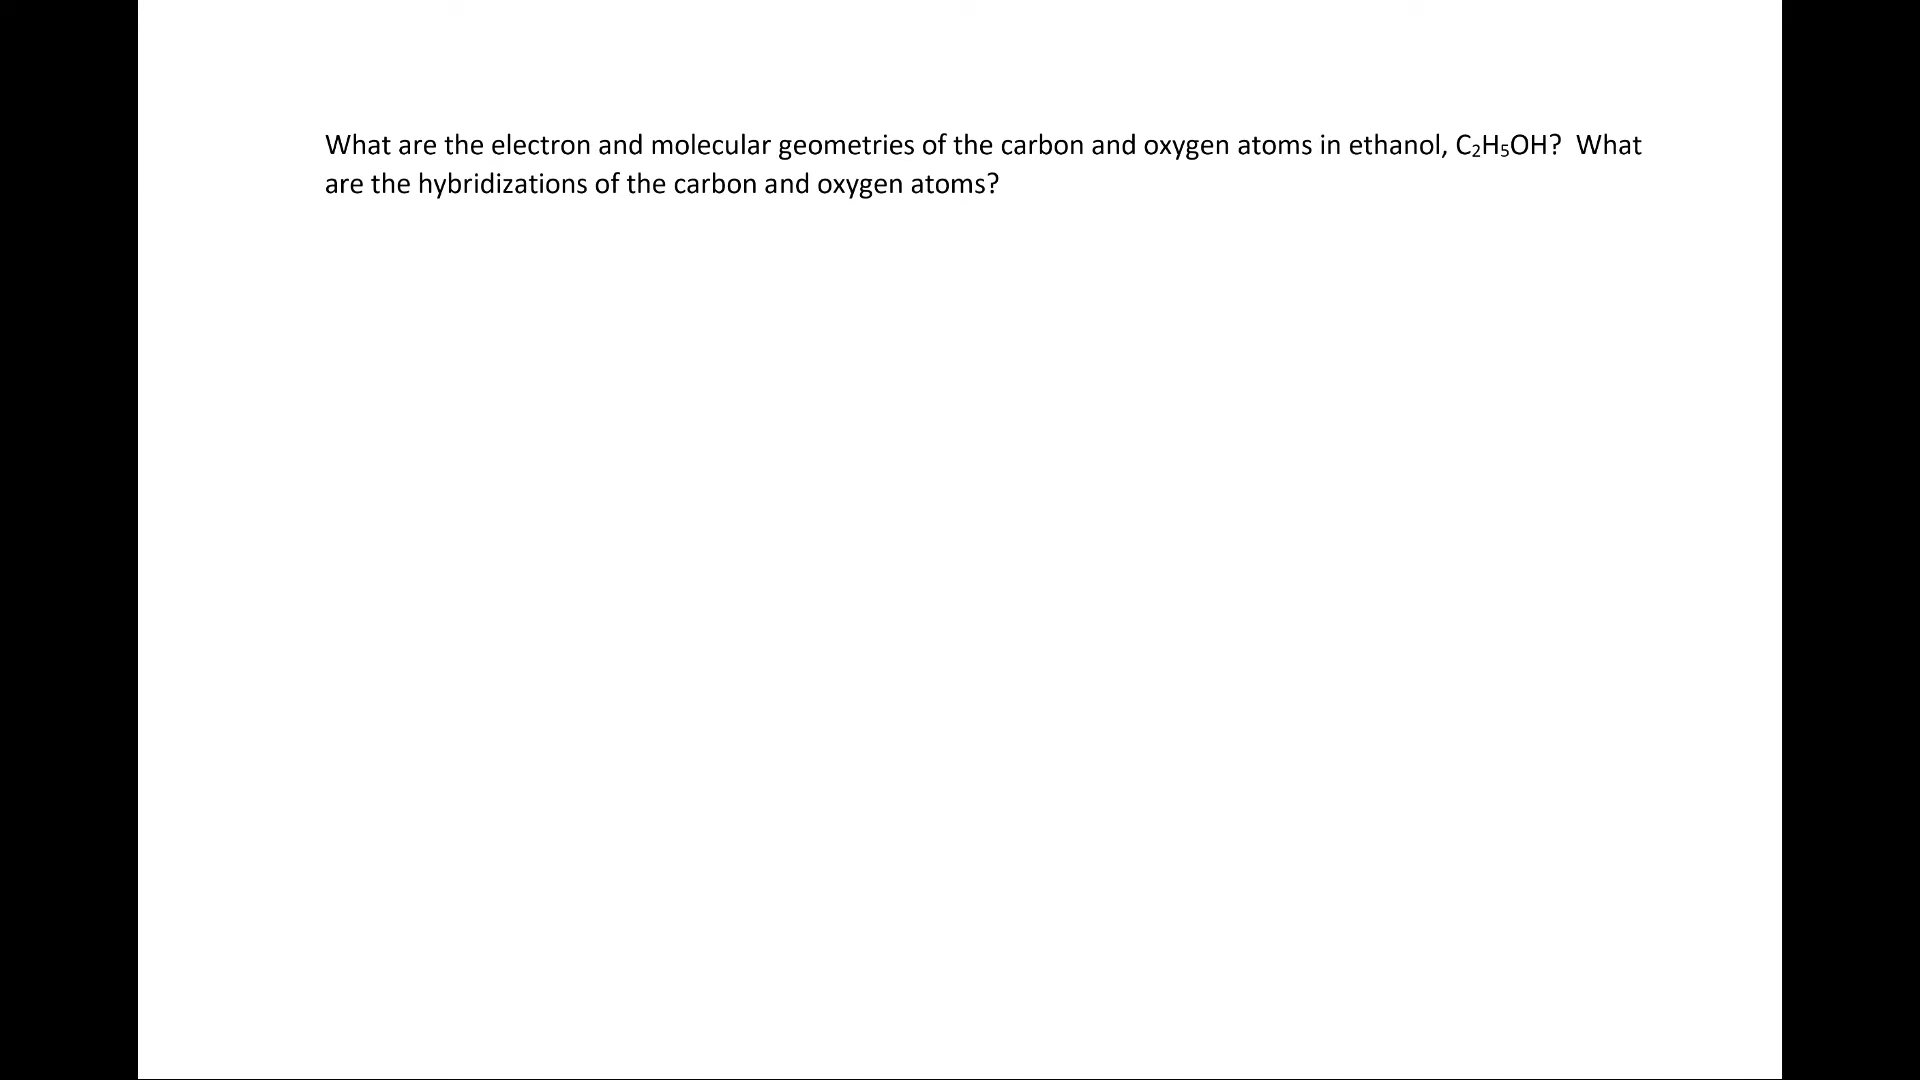 What are the electron and molecular geometries of the carbon and oxygen atoms in ethanol, C₂H₅OH?  What
are the hybridizations of the carbon and oxygen atoms?